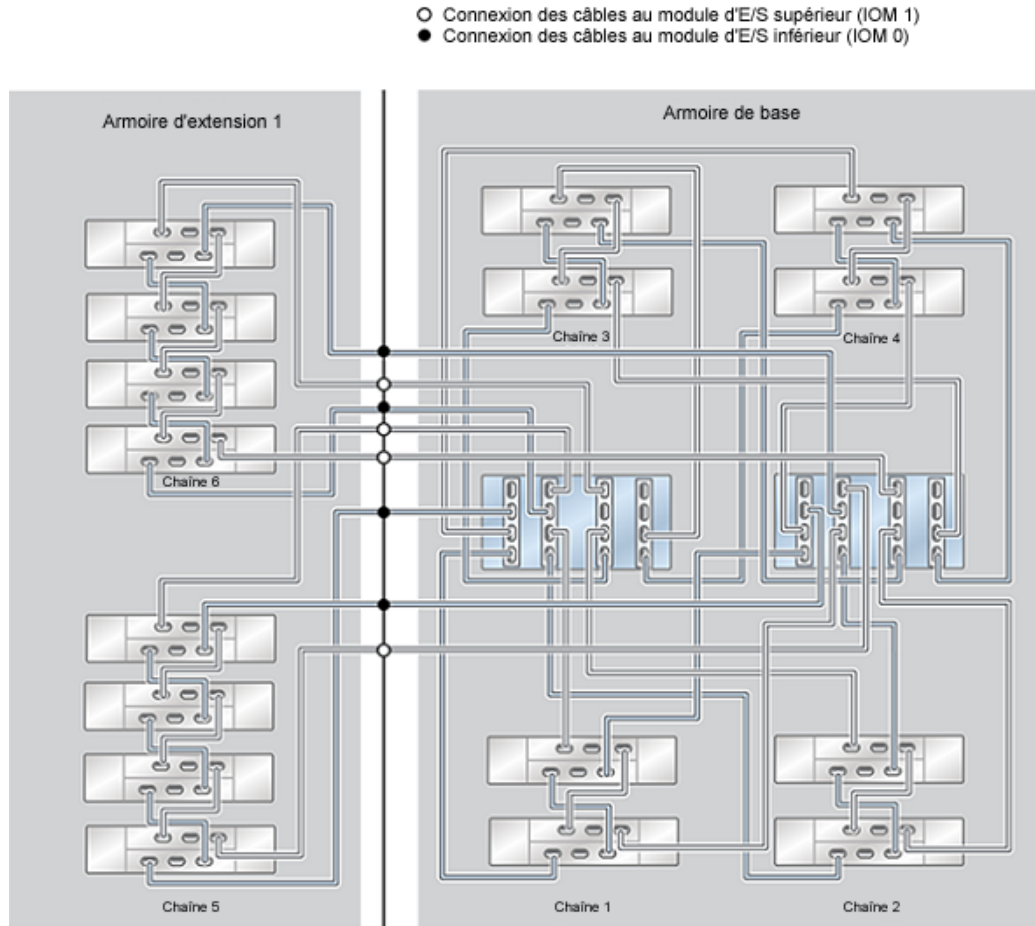 Connexion des câbles au module d'E/S supérieur (IOM 1)
Connexion des câbles au module d'E/S inférieur (IOM 0)
Armoire d'extension 1
Armoire de base
Chaîne 3
Chaîne 4
Chaîne 6
Chaîne 5
Chaîne 1
Chaîne 2